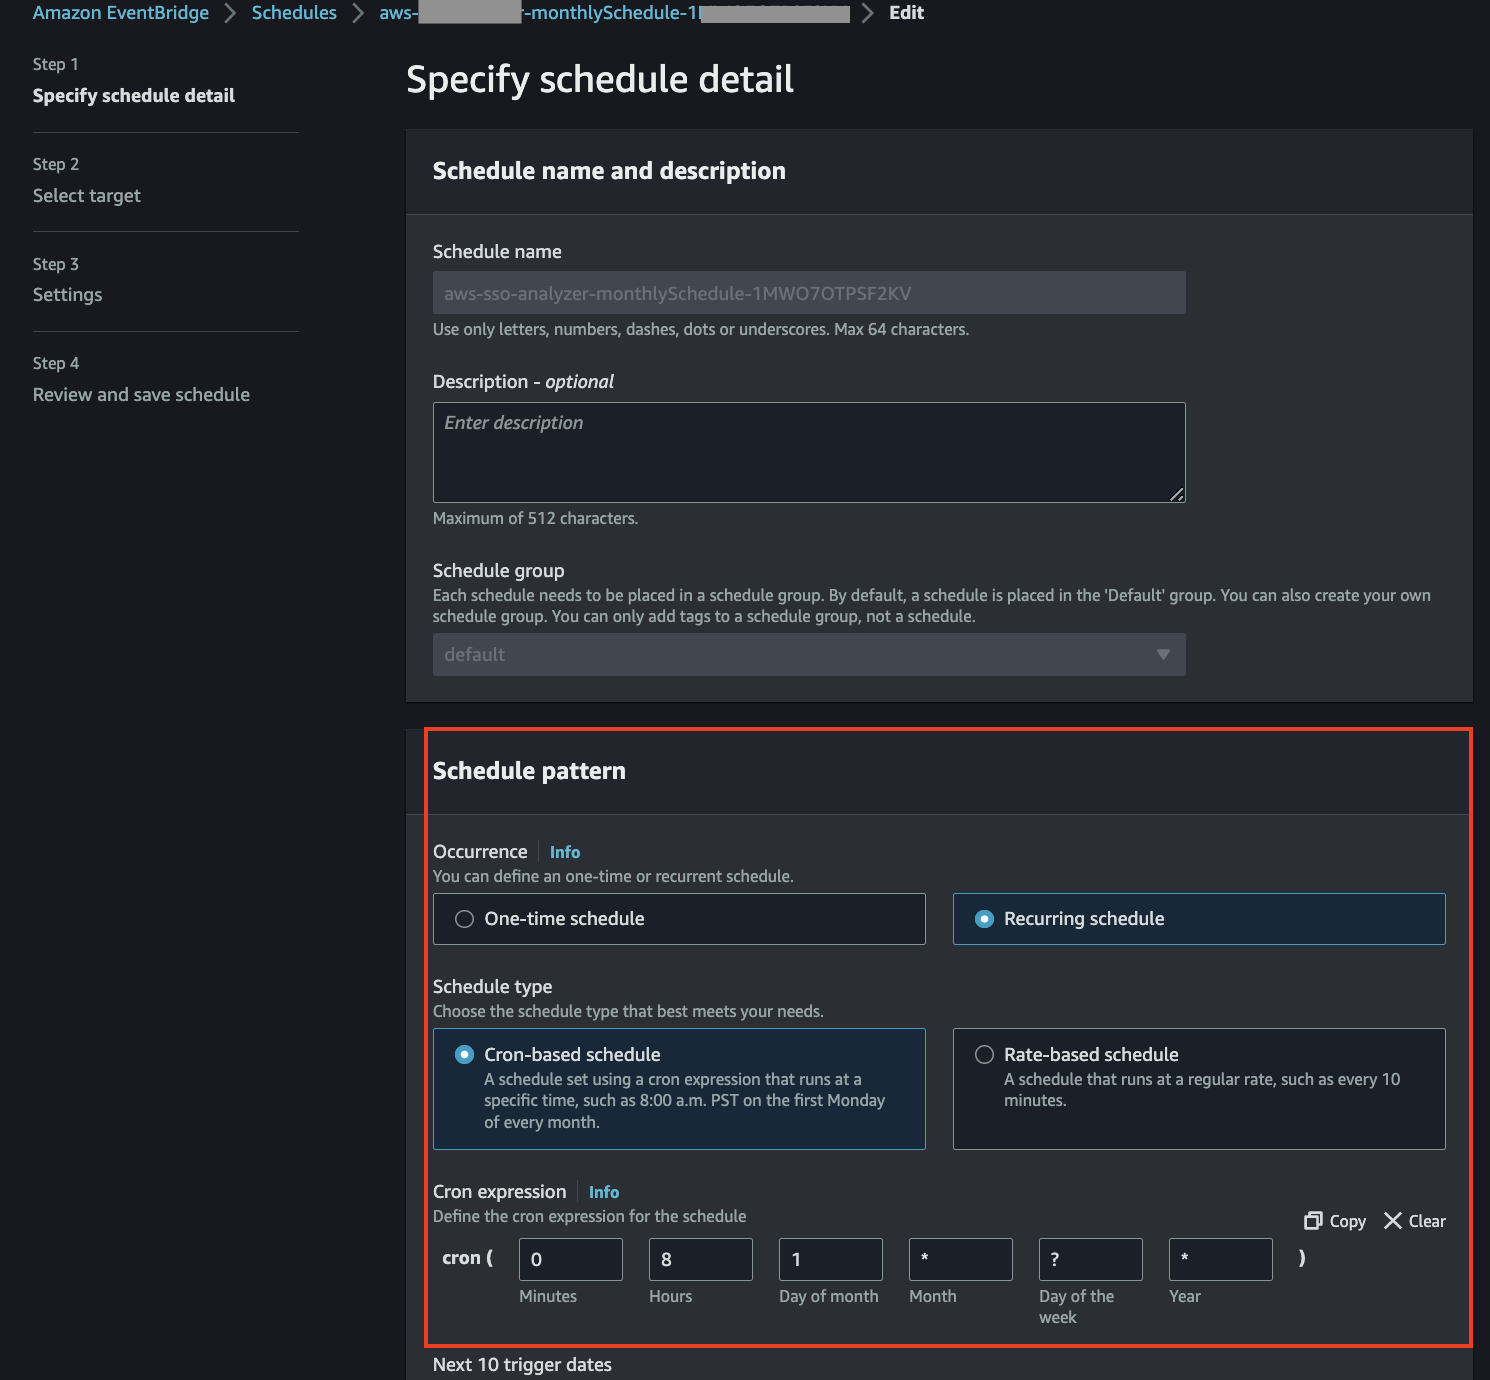 Amazon EventBridge > Schedules > aws- -monthlySchedule-1 > Edit
Step 1
Specify schedule detail
Step 2
Select target
Step 3
Settings
Step 4
Review and save schedule
Specify schedule detail
Schedule name and description
Schedule name
aws-sso-analyzer-monthlySchedule-1MWO7OTPSF2KV
Use only letters, numbers, dashes, dots or underscores. Max 64 characters.
Description - optional
Enter description
Maximum of 512 characters.
Schedule group
Each schedule needs to be placed in a schedule group. By default, a schedule is placed in the 'Default' group. You can also create your own
schedule group. You can only add tags to a schedule group, not a schedule.
default
Schedule pattern
Occurrence Info
You can define an one-time or recurrent schedule.
One-time schedule
Recurring schedule
Schedule type
Choose the schedule type that best meets your needs.
Cron-based schedule
A schedule set using a cron expression that runs at a
specific time, such as 8:00 a.m. PST on the first Monday
of every month.
Rate-based schedule
A schedule that runs at a regular rate, such as every 10
minutes.
Cron expression Info
Define the cron expression for the schedule
Copy Clear
cron ( 0 8 1 * ? * )
Minutes Hours Day of month Month Day of the Year
week
Next 10 trigger dates